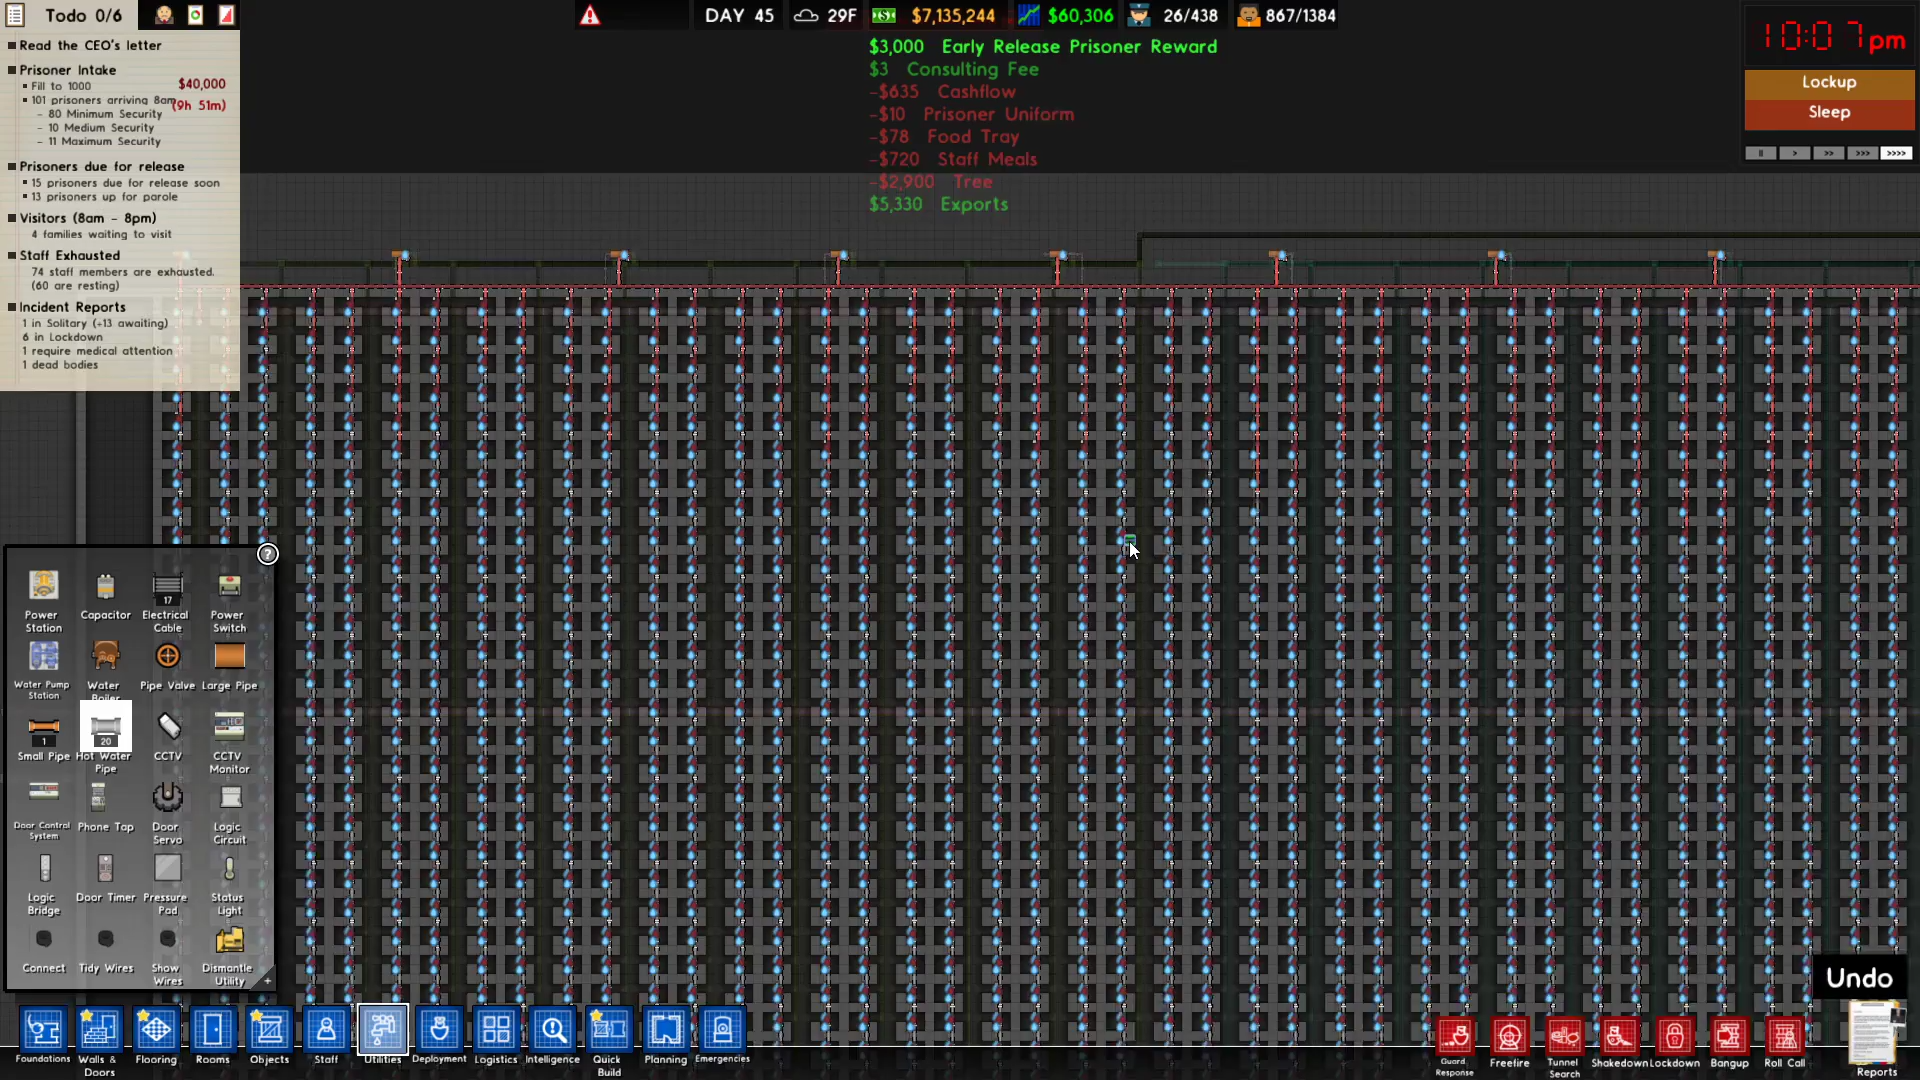 Todo 0/6
DAY 45
29F
$7,135,244
$60,306
26/438
867/1384
10:07pm
Lockup
Sleep
Read the CEO's letter
Prisoner Intake
$40,000
Fill to 1000
101 prisoners arriving 8am
(9h 51m)
- 80 Minimum Security
- 10 Medium Security
- 11 Maximum Security
Prisoners due for release
15 prisoners due for release soon
13 prisoners up for parole
Visitors (8am - 8pm)
4 families waiting to visit
Staff Exhausted
74 staff members are exhausted.
(60 are resting)
Incident Reports
1 in Solitary (+13 awaiting)
6 in Lockdown
1 require medical attention
1 dead bodies
$3,000 Early Release Prisoner Reward
$3 Consulting Fee
-$635 Cashflow
-$10 Prisoner Uniform
-$78 Food Tray
-$720 Staff Meals
-$2,900 Tree
$5,330 Exports
?
Power Station
Capacitor
17
Electrical Cable
Power Switch
Water Pump Station
Water Boiler
Pipe Valve
Large Pipe
1
Small Pipe
20
Hot Water Pipe
CCTV
CCTV Monitor
Door Control System
Phone Tap
Door Servo
Logic Circuit
Logic Bridge
Door Timer
Pressure Pad
Status Light
Connect
Tidy Wires
Show Wires
Dismantle Utility
Undo
Foundations
Walls & Doors
Flooring
Rooms
Objects
Staff
Utilities
Deployment
Logistics
Intelligence
Quick Build
Planning
Emergencies
Guard Response
Freefire
Tunnel Search
Shakedown
Lockdown
Bangup
Roll Call
Reports